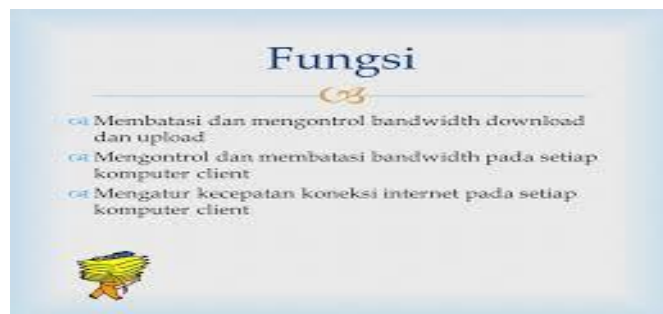 Fungsi
Membatasi dan mengontrol bandwidth download
dan upload
Mengontrol dan membatasi bandwidth pada setiap
komputer client
Mengatur kecepatan koneksi internet pada setiap
komputer client